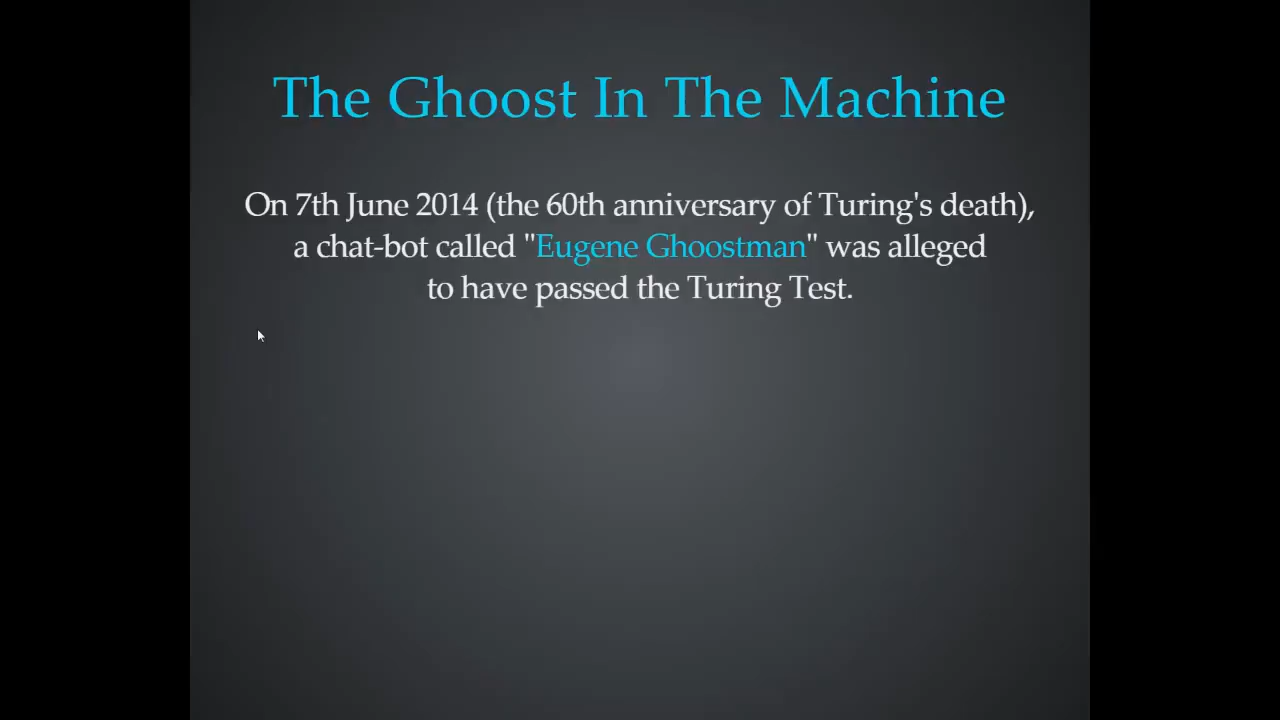 The Ghoost In The Machine
On 7th June 2014 (the 60th anniversary of Turing's death),
a chat-bot called "Eugene Ghoostman" was alleged
to have passed the Turing Test.